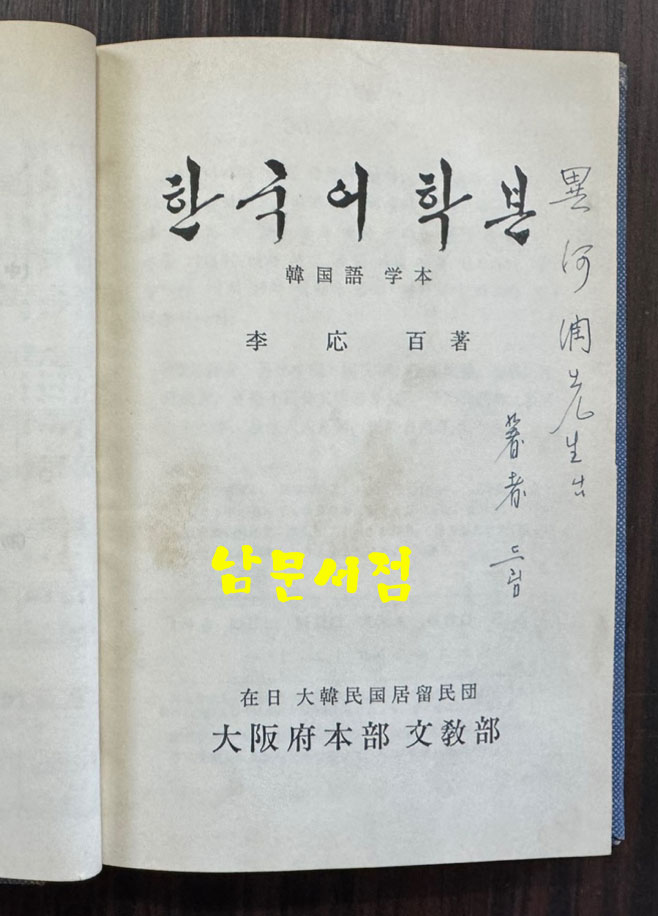 한국어학본
韓国語 学本
李 応 百 著
異河潤先生
著者 드림
남문서점
在日 大韓民国居留民団
大阪府本部 文教部